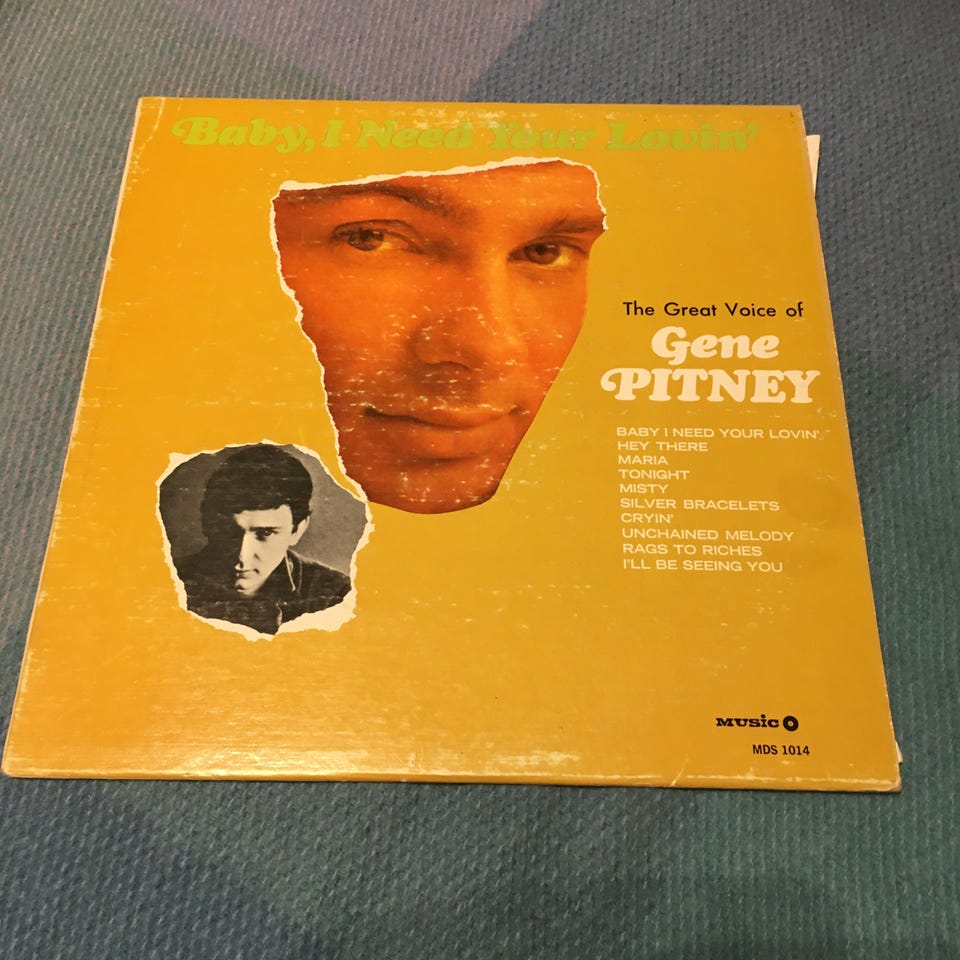 Baby, I Need Your Lovin'
The Great Voice of
Gene
PITNEY
BABY I NEED YOUR LOVIN'
HEY THERE
MARIA
TONIGHT
MISTY
SILVER BRACELETS
CRYIN'
UNCHAINED MELODY
RAGS TO RICHES
I'LL BE SEEING YOU
MUSIC
MDS 1014